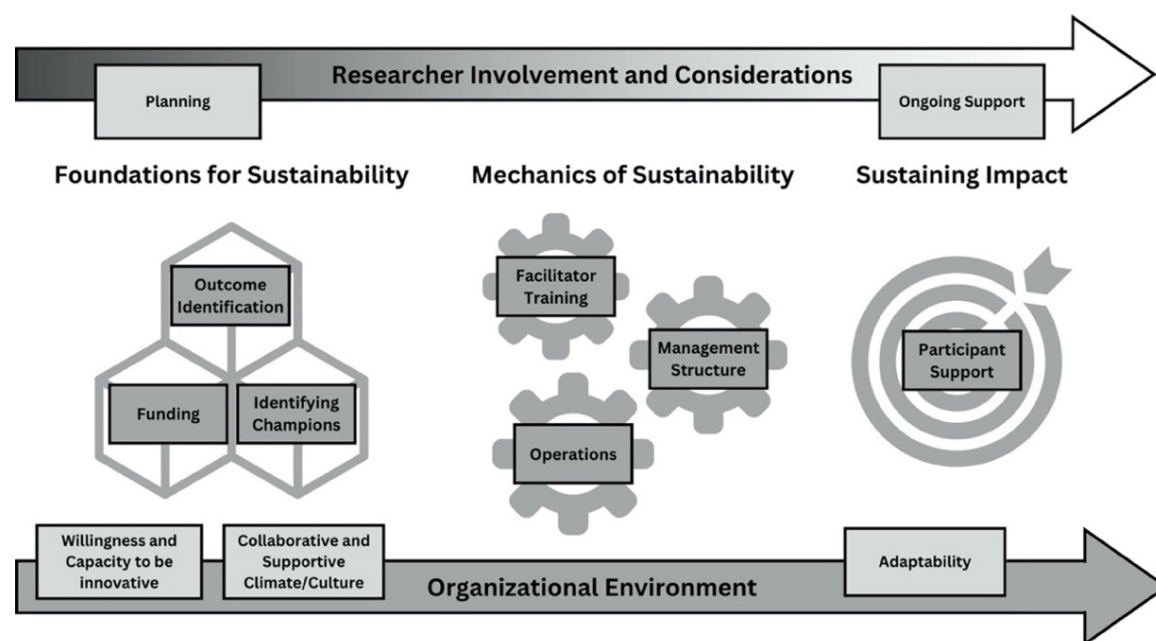 Researcher Involvement and Considerations
Planning
Ongoing Support
Foundations for Sustainability
Mechanics of Sustainability
Sustaining Impact
Outcome
Identification
Funding
Identifying
Champions
Facilitator
Training
Management
Structure
Operations
Participant
Support
Willingness and
Capacity to be
innovative
Collaborative and
Supportive
Climate/Culture
Adaptability
Organizational Environment